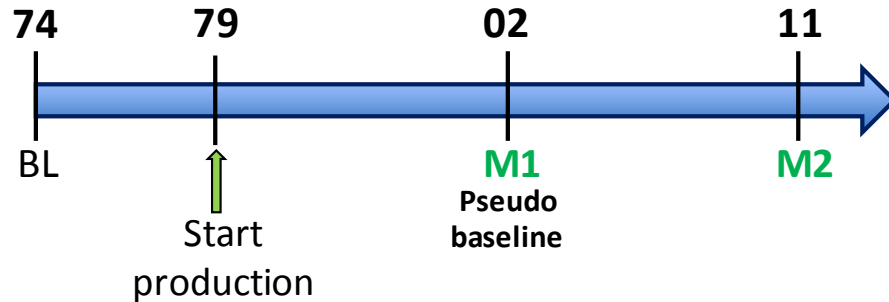 74 79 02 11
BL M1 M2
Pseudo
baseline
Start
production